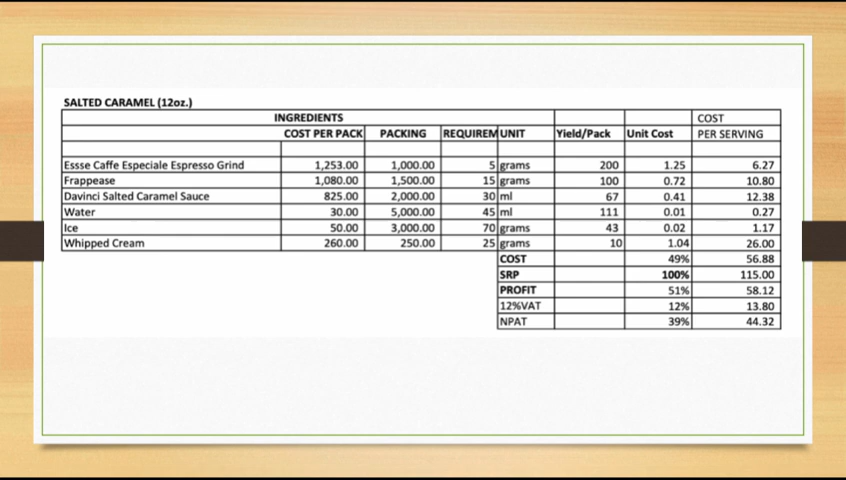 SALTED CARAMEL (12oz.)
INGREDIENTS COST
COST PER PACK PACKING REQUIREM UNIT Yield/Pack Unit Cost PER SERVING
Essse Caffe Especiale Espresso Grind 1,253.00 1,000.00 5 grams 200 1.25 6.27
Frappease 1,080.00 1,500.00 15 grams 100 0.72 10.80
Davinci Salted Caramel Sauce 825.00 2,000.00 30 ml 67 0.41 12.38
Water 30.00 5,000.00 45 ml 111 0.01 0.27
Ice 50.00 3,000.00 70 grams 43 0.02 1.17
Whipped Cream 260.00 250.00 25 grams 10 1.04 26.00
COST 49% 56.88
SRP 100% 115.00
PROFIT 51% 58.12
12%VAT 12% 13.80
NPAT 39% 44.32